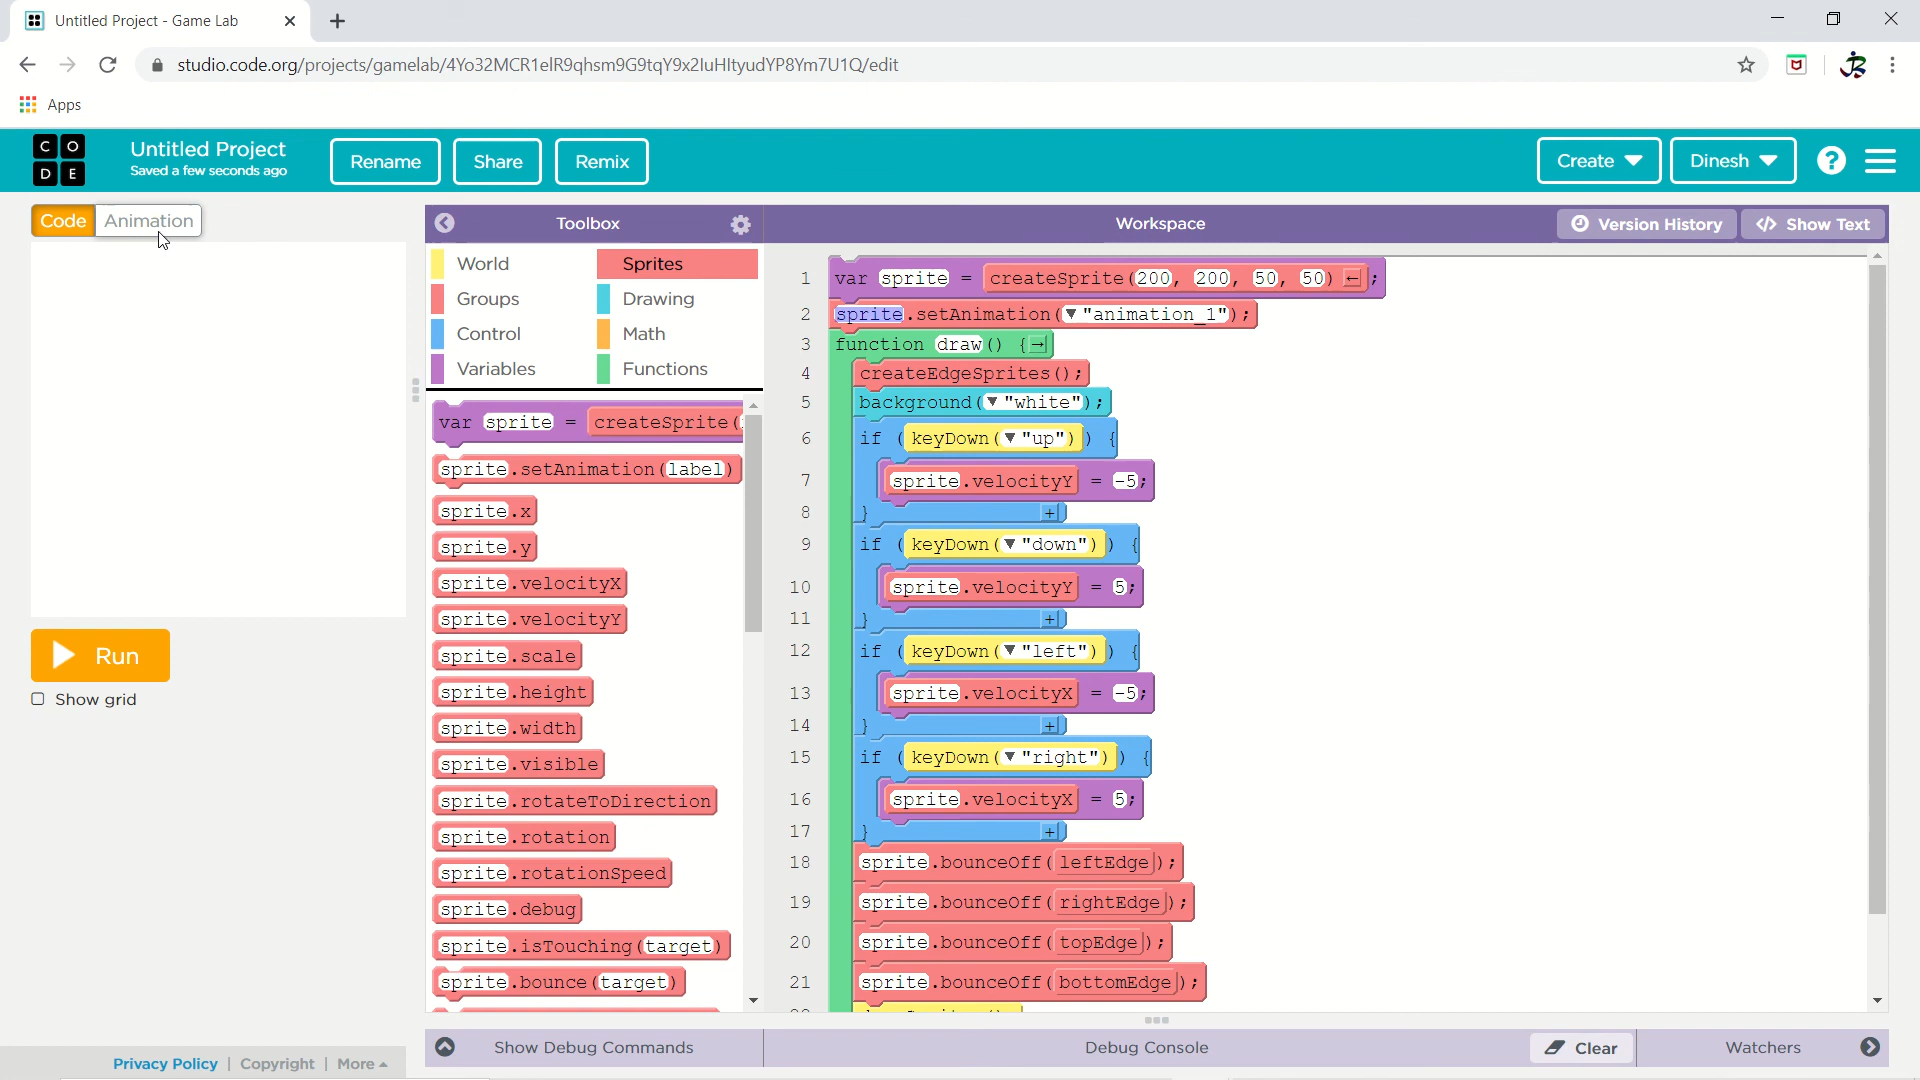 Untitled Project - Game Lab
studio.code.org/projects/gamelab/4Yo32MCR1elR9qhsm9G9tqY9x2luHltyudYP8Ym7U1Q/edit
Apps
C O
D E
Untitled Project
Saved a few seconds ago
Rename
Share
Remix
Create
Dinesh
?
Code
Animation
Run
Show grid
Privacy Policy | Copyright | More
Toolbox
World
Sprites
Groups
Drawing
Control
Math
Variables
Functions
var sprite = createSprite(
sprite.setAnimation(label)
sprite.x
sprite.y
sprite.velocityX
sprite.velocityY
sprite.scale
sprite.height
sprite.width
sprite.visible
sprite.rotateToDirection
sprite.rotation
sprite.rotationSpeed
sprite.debug
sprite.isTouching(target)
sprite.bounce(target)
Workspace
Version History
</> Show Text
1 var sprite = createSprite(200, 200, 50, 50) ←;
2 sprite.setAnimation(▼ "animation_1");
3 function draw() {→
4 createEdgeSprites();
5 background(▼ "white");
6 if (keyDown(▼ "up")) {
7 sprite.velocityY = -5;
8 } +
9 if (keyDown(▼ "down")) {
10 sprite.velocityY = 5;
11 } +
12 if (keyDown(▼ "left")) {
13 sprite.velocityX = -5;
14 } +
15 if (keyDown(▼ "right")) {
16 sprite.velocityX = 5;
17 } +
18 sprite.bounceOff(leftEdge);
19 sprite.bounceOff(rightEdge);
20 sprite.bounceOff(topEdge);
21 sprite.bounceOff(bottomEdge);
Show Debug Commands
Debug Console
Clear
Watchers